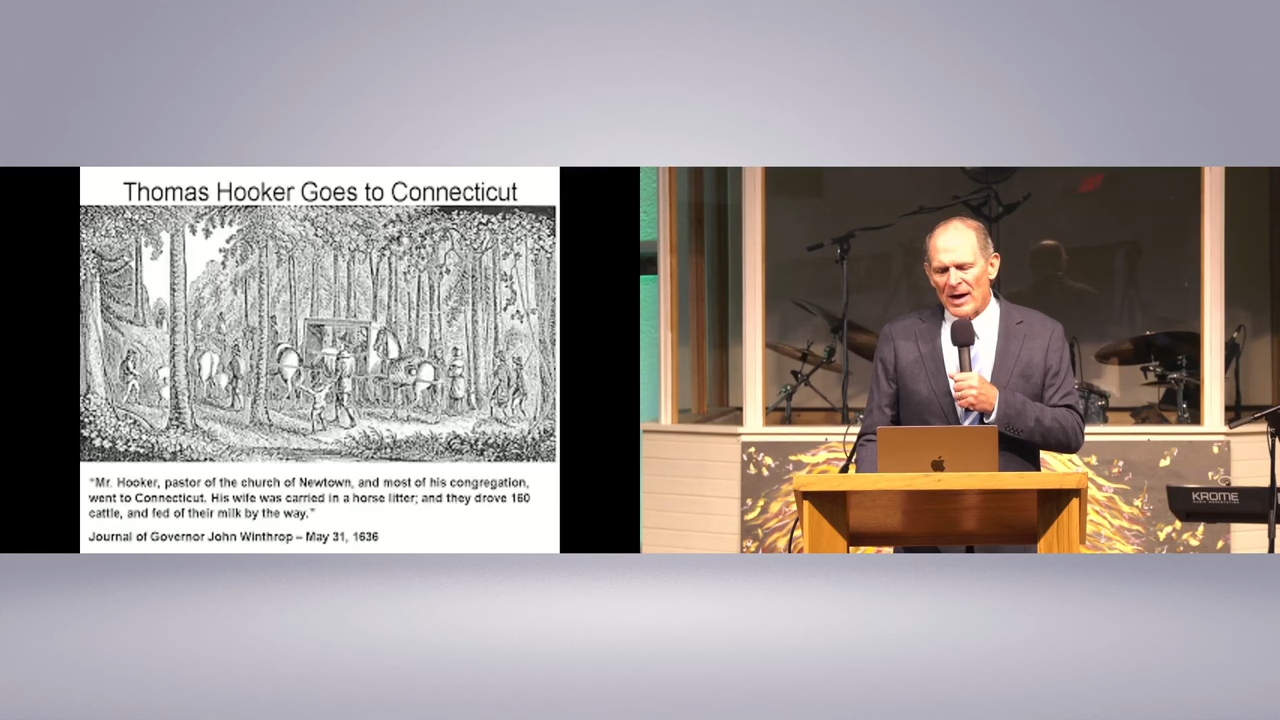 Thomas Hooker Goes to Connecticut
"Mr. Hooker, pastor of the church of Newtown, and most of his congregation,
went to Connecticut. His wife was carried in a horse litter; and they drove 160
cattle, and fed of their milk by the way."
Journal of Governor John Winthrop – May 31, 1636
KROME
MUSIC WORKSTATION